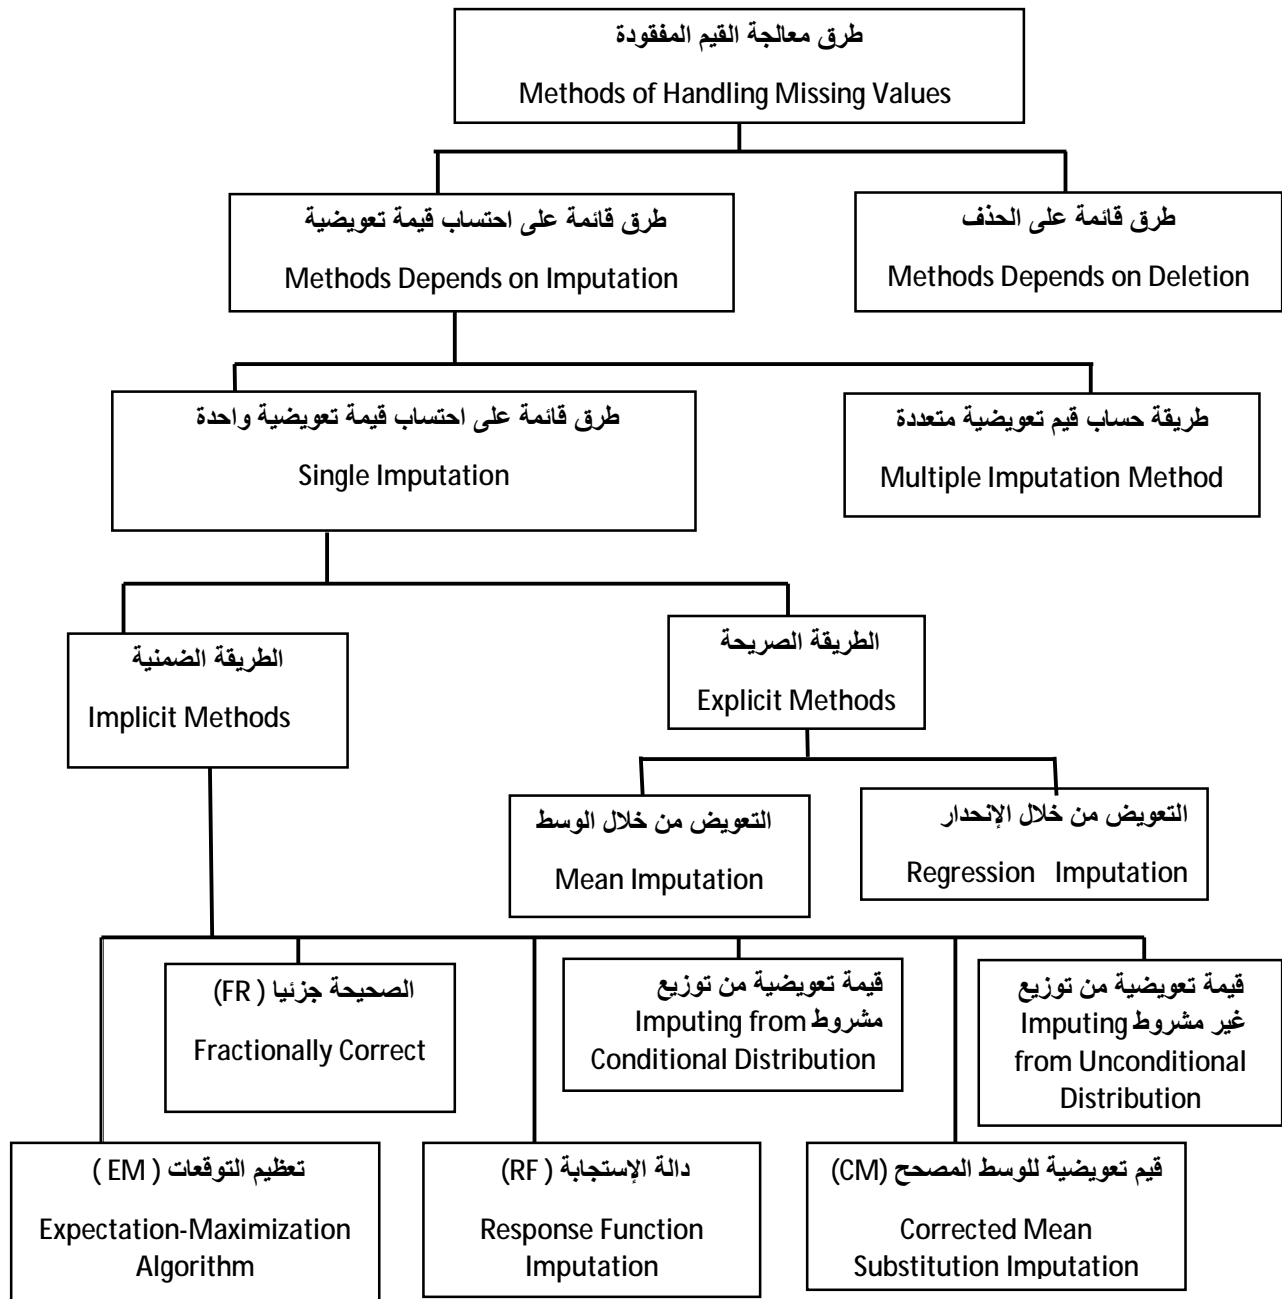 طرق معالجة القيم المفقودة
Methods of Handling Missing Values
طرق قائمة على احتساب قيمة تعويضية
Methods Depends on Imputation
طرق قائمة على الحذف
Methods Depends on Deletion
طرق قائمة على احتساب قيمة تعويضية واحدة
Single Imputation
طريقة حساب قيم تعويضية متعددة
Multiple Imputation Method
الطريقة الضمنية
Implicit Methods
الطريقة الصريحة
Explicit Methods
التعويض من خلال الوسط
Mean Imputation
التعويض من خلال الإنحدار
Regression Imputation
الصحيحة جزئيا ( FR)
Fractionally Correct
قيمة تعويضية من توزيع
مشروط Imputing from
Conditional Distribution
قيمة تعويضية من توزيع
غير مشروط Imputing
from Unconditional
Distribution
تعظيم التوقعات ( EM )
Expectation-Maximization
Algorithm
دالة الإستجابة ( RF)
Response Function
Imputation
قيم تعويضية للوسط المصحح (CM)
Corrected Mean
Substitution Imputation